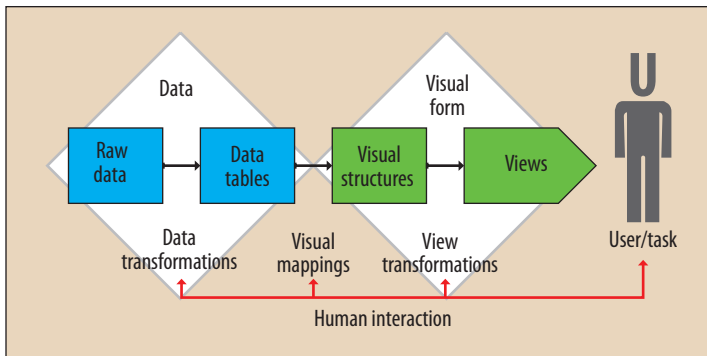 Data
Visual
form
Raw
data
Data
tables
Visual
structures
Views
Data
transformations
Visual
mappings
View
transformations
User/task
Human interaction